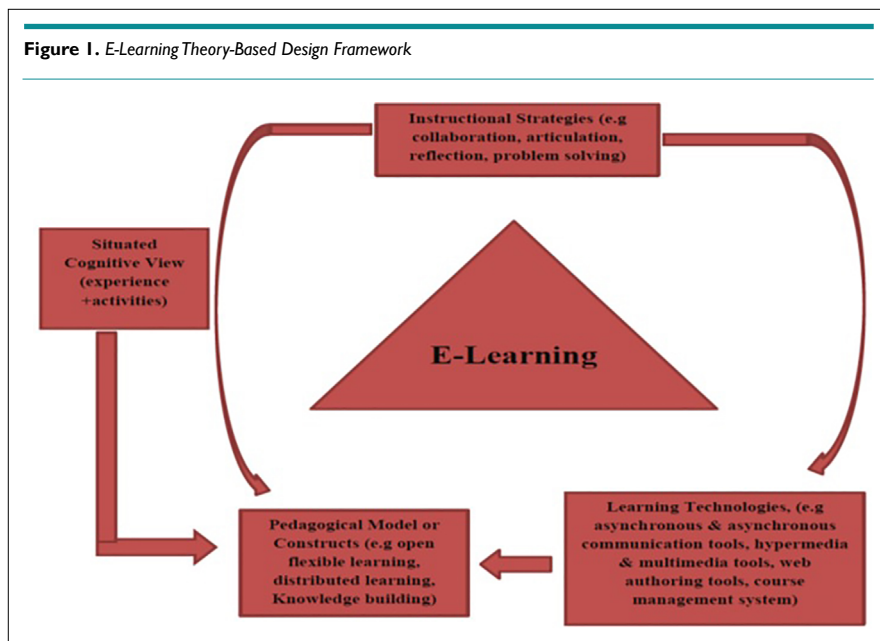 Figure 1. E-Learning Theory-Based Design Framework
Instructional Strategies (e.g
collaboration, articulation,
reflection, problem solving)
Situated
Cognitive View
(experience
+activities)
E-Learning
Pedagogical Model or
Constructs (e.g open
flexible learning,
distributed learning,
Knowledge building)
Learning Technologies, (e.g
asynchronous & asynchronous
communication tools, hypermedia
& multimedia tools, web
authoring tools, course
management system)